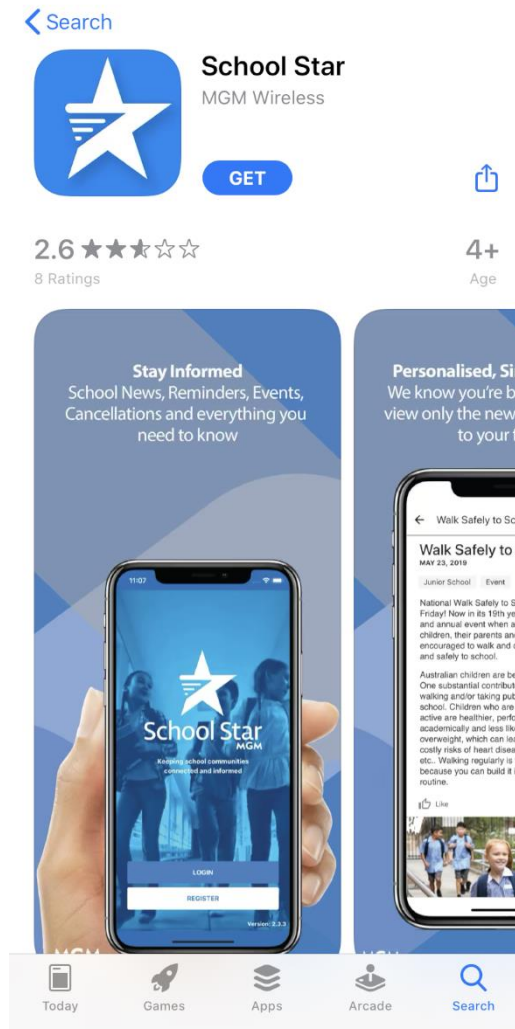 Search
School Star
MGM Wireless
GET
2.6
4+
8 Ratings
Age
Stay Informed
School News, Reminders, Events,
Cancellations and everything you
need to know
11:07
School Star
MGM
Keeping school communities
connected and informed
LOGIN
REGISTER
Version: 2.3.3
MGM
Personalised, Si
We know you're b
view only the new
to your f
Walk Safely to Sc
Walk Safely to
MAY 23, 2019
Junior School
Event
National Walk Safely to S
Friday! Now in its 19th ye
and annual event when a
children, their parents and
encouraged to walk and
and safely to school.
Australian children are be
One substantial contribut
walking and/or taking pub
school. Children who are
active are healthier, perfo
academically and less like
overweight, which can lea
costly risks of heart disea
etc.. Walking regularly is
because you can build it i
routine.
Like
Today
Games
Apps
Arcade
Search